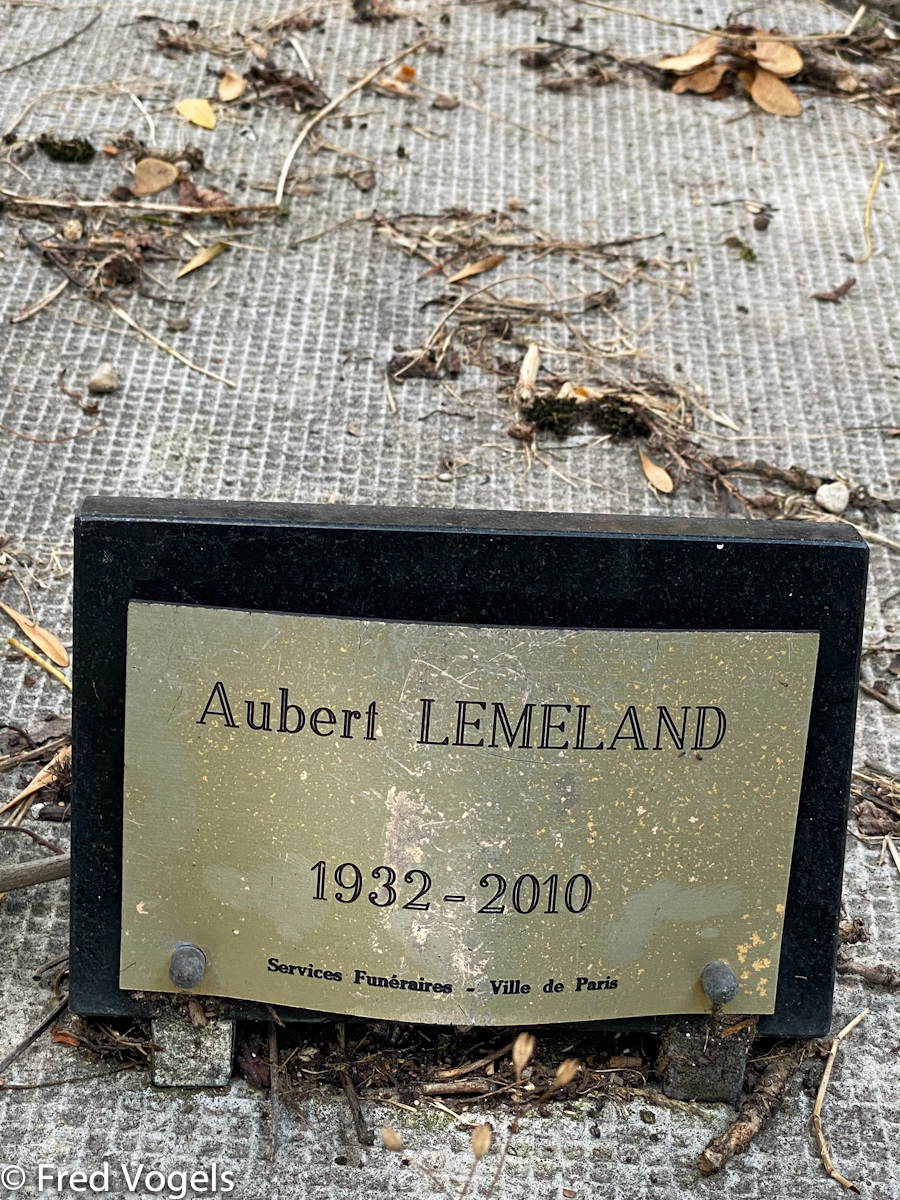 Aubert LEMELAND
1932 - 2010
Services Funéraires - Ville de Paris
© Fred Vogels